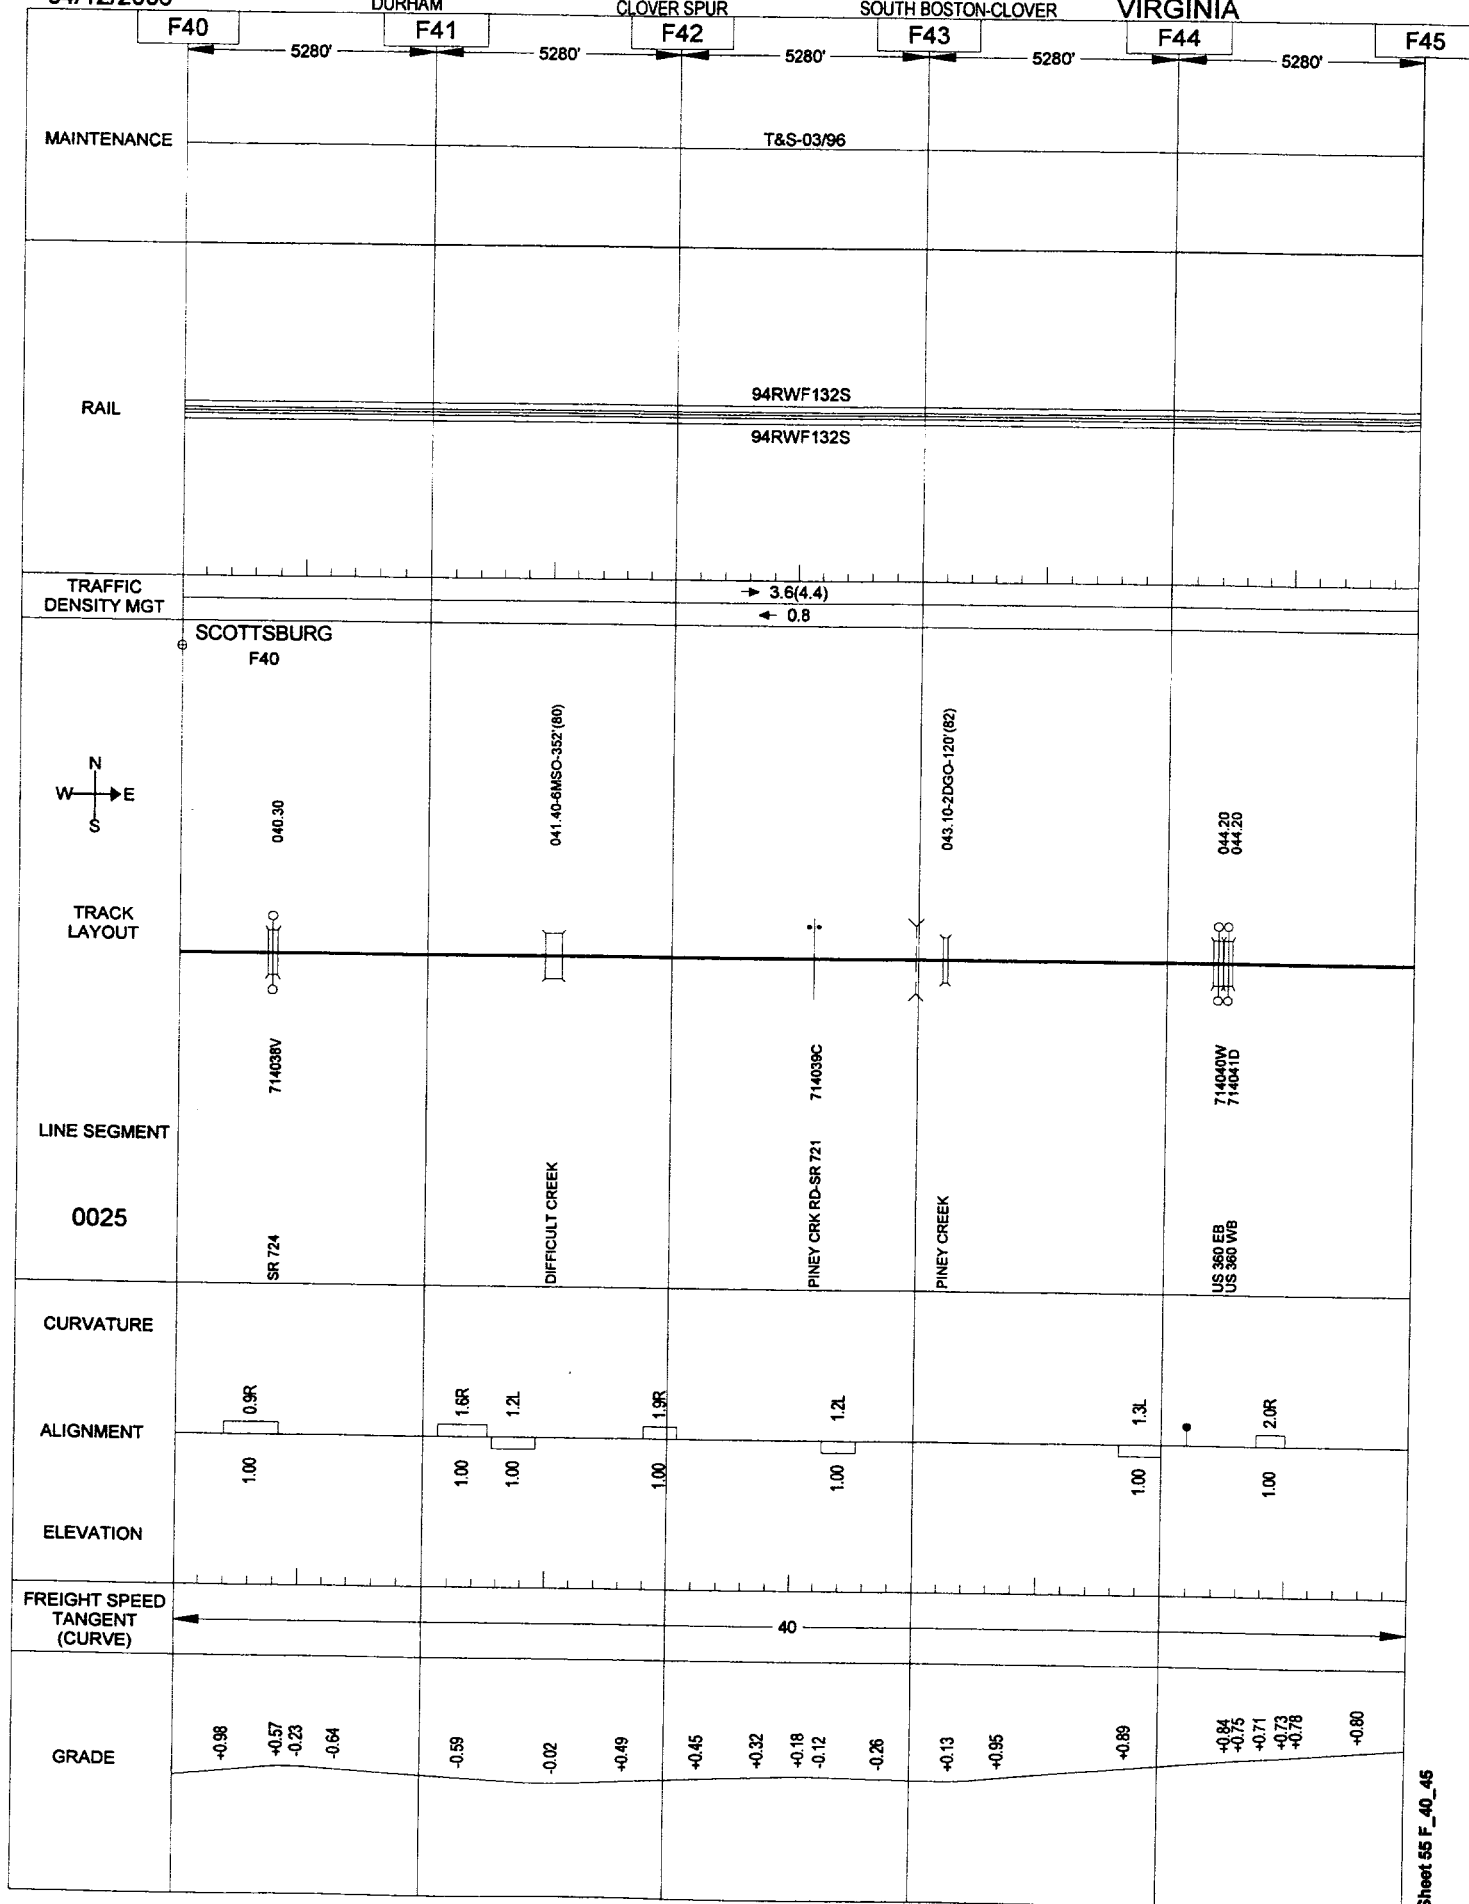 DURHAM CLOVER SPUR SOUTH BOSTON-CLOVER VIRGINIA
F40 F41 F42 F43 F44 F45
5280' 5280' 5280' 5280' 5280'
MAINTENANCE
T&S-03/96
RAIL
94RWF132S
94RWF132S
TRAFFIC
DENSITY MGT
3.6(4.4)
0.8
SCOTTSBURG
F40
N
W E
S
040.30
041.40-6MSO-352'(80)
043.10-2DGO-120'(82)
044.20
044.20
TRACK
LAYOUT
714038V
714039C
714040W
714041D
LINE SEGMENT
0025
SR 724
DIFFICULT CREEK
PINEY CRK RD-SR 721
PINEY CREEK
US 360 EB
US 360 WB
CURVATURE
0.9R 1.6R 1.2L 1.9R 1.2L 1.3L 2.0R
ALIGNMENT
1.00 1.00 1.00 1.00 1.00 1.00 1.00
ELEVATION
FREIGHT SPEED
TANGENT
(CURVE)
40
GRADE
+0.98 +0.57 -0.23 -0.64 -0.59 -0.02 +0.49 +0.45 +0.32 +0.18 -0.12 -0.26 +0.13 +0.95 +0.89 +0.84 +0.75 +0.71 +0.73 +0.78 +0.80
Sheet 55 F_40_45